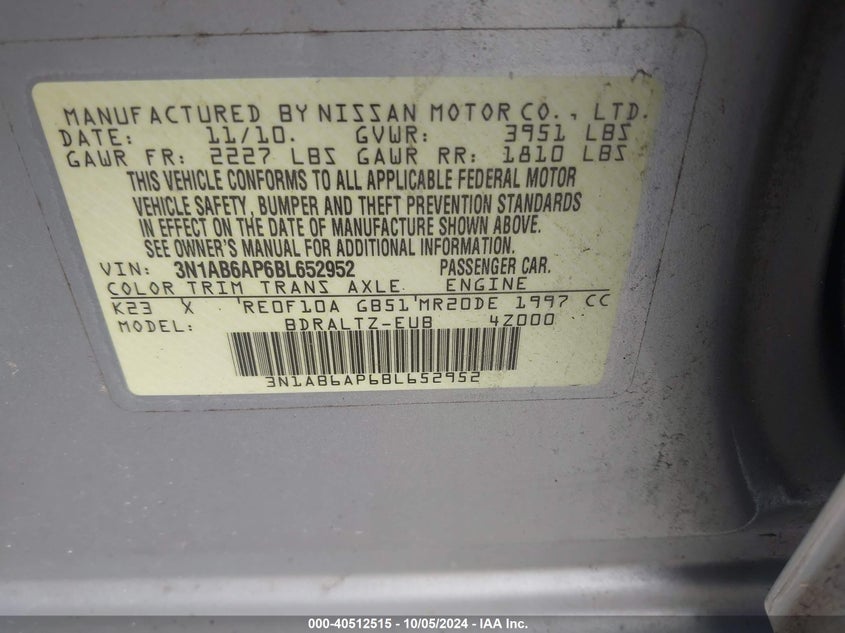 MANUFACTURED BY NISSAN MOTOR CO., LTD.
DATE: 11/10. GVWR: 3951 LBS
GAWR FR: 2227 LBS GAWR RR: 1810 LBS
THIS VEHICLE CONFORMS TO ALL APPLICABLE FEDERAL MOTOR
VEHICLE SAFETY, BUMPER AND THEFT PREVENTION STANDARDS
IN EFFECT ON THE DATE OF MANUFACTURE SHOWN ABOVE.
SEE OWNER'S MANUAL FOR ADDITIONAL INFORMATION.
VIN: 3N1AB6AP6BL652952 PASSENGER CAR.
COLOR TRIM TRANS AXLE ENGINE
K23 X RE0F10A GB51 MR20DE 1997 CC
MODEL: BDRALTZ-EUB 4Z000
3N1AB6AP6BL652952
000-40512515 - 10/05/2024 - IAA Inc.